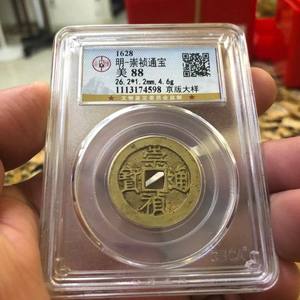 1628
明-崇祯通宝
美 88
26.2*1.2mm,4.6g
1113174598 京版大样
崇
寶 通
禎